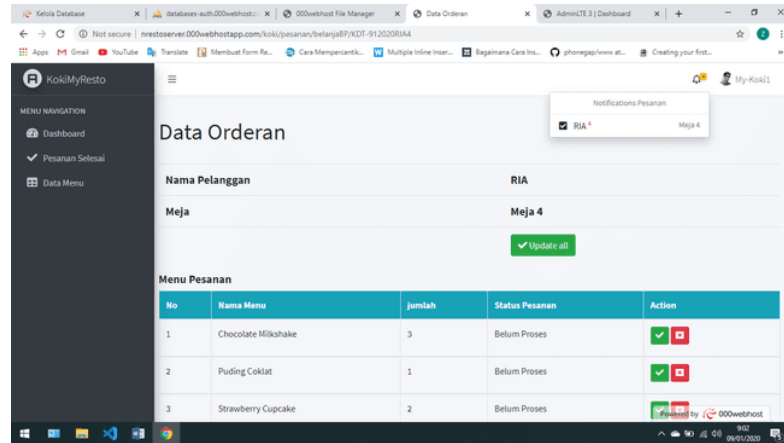 Kelola Database
databases-auth.000webhost.c
000webhost File Manager
Data Orderan
AdminLTE 3 | Dashboard
Not secure | nrestoserver.000webhostapp.com/koki/pesanan/belanjaBP/KDT-912020RIA4
Apps Gmail YouTube Translate Membuat Form Re... Cara Mempercantik... Multiple Inline Inser... Bagaimana Cara Ins... phonegap/www at... Creating your first...
KokiMyResto
My-Koki1
Notifications Pesanan
RIA 4 Meja 4
MENU NAVIGATION
Dashboard
Pesanan Selesai
Data Menu
Data Orderan
Nama Pelanggan RIA
Meja Meja 4
Update all
Menu Pesanan
No Nama Menu jumlah Status Pesanan Action
1 Chocolate Milkshake 3 Belum Proses
2 Puding Coklat 1 Belum Proses
3 Strawberry Cupcake 2 Belum Proses
Powered by 000webhost
9:02
09/01/2020